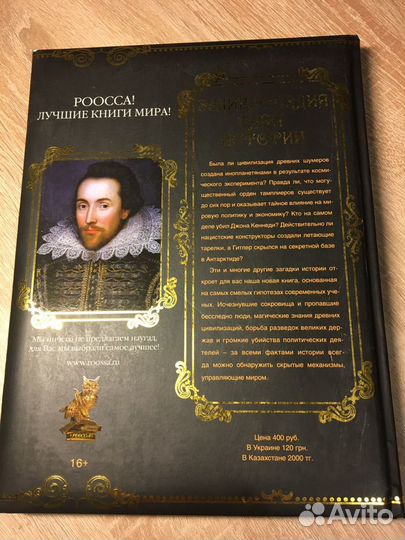 РООССА!
ЛУЧШИЕ КНИГИ МИРА!
Мы никогда не предлагаем наугад,
для Вас мы выбрали самое лучшее!
www.roossa.ru
16+
ЭНЦИКЛОПЕДИЯ
ИСТОРИИ
Была ли цивилизация древних шумеров
создана инопланетянами в результате косми-
ческого эксперимента? Правда ли, что могу-
щественный орден тамплиеров существует
до сих пор и оказывает тайное влияние на ми-
ровую политику и экономику? Кто на самом
деле убил Джона Кеннеди? Действительно ли
нацистские конструкторы создали летающие
тарелки, а Гитлер скрылся на секретной базе
в Антарктиде?
Эти и многие другие загадки истории от-
кроет для вас наша новая книга, основанная
на самых смелых гипотезах современных уче-
ных. Исчезнувшие сокровища и пропавшие
бесследно люди, магические знания древних
цивилизаций, борьба разведок великих дер-
жав и громкие убийства политических дея-
телей – за всеми фактами истории всег-
да можно обнаружить скрытые механизмы,
управляющие миром.
Цена 400 руб.
В Украине 120 грн.
В Казахстане 2000 тг.
Avito